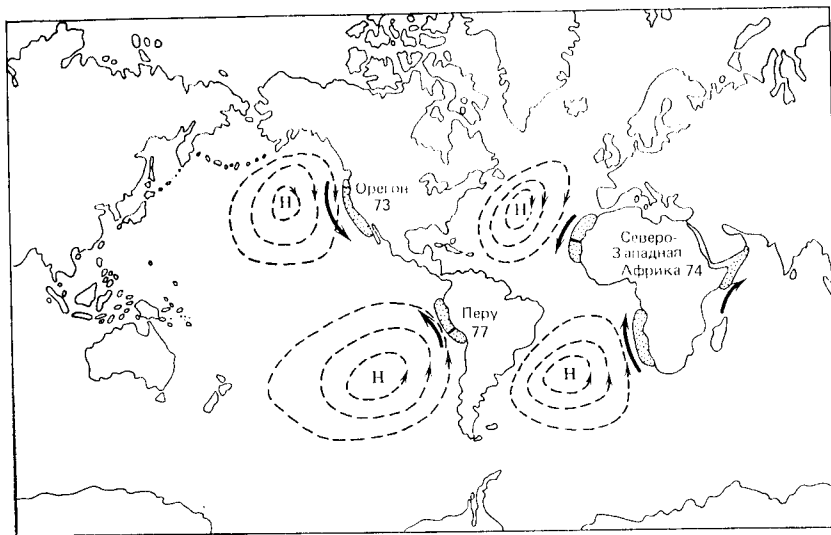 Н
Орегон
73
Н
Северо-
Западная
Африка 74
Перу
77
Н
Н